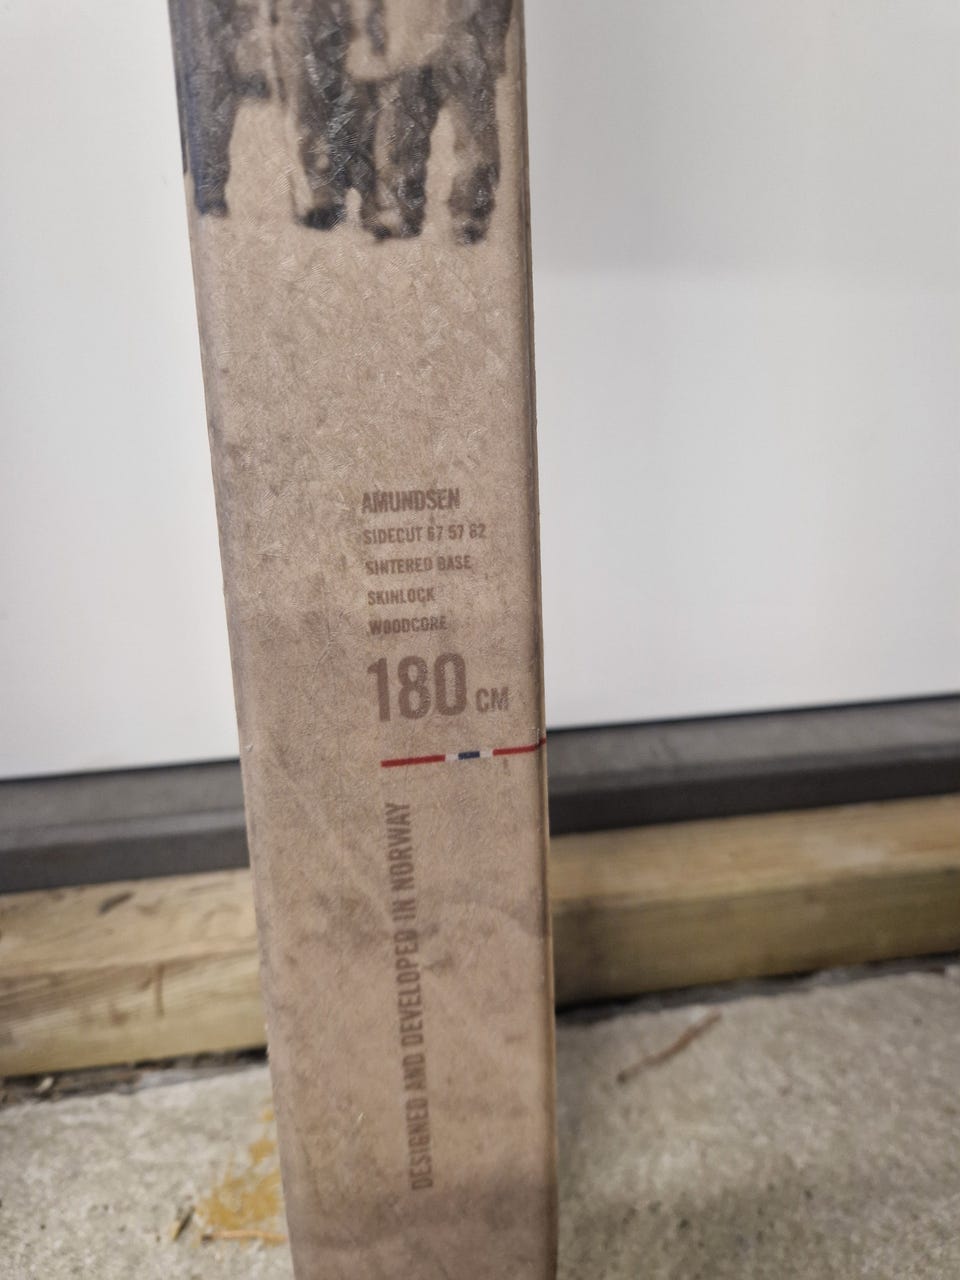 AMUNDSEN
SIDECUT 67 57 62
SINTERED BASE
SKINLOCK
WOODCORE
180 CM
DESIGNED AND DEVELOPED IN NORWAY